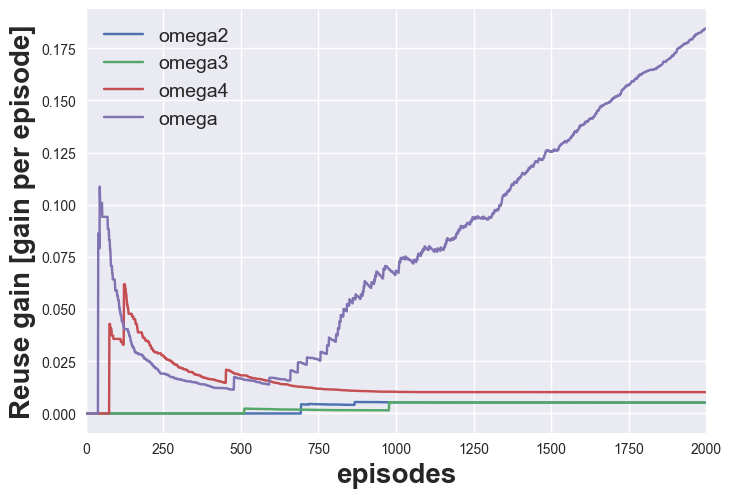 Reuse gain [gain per episode]
omega2
omega3
omega4
omega
0.175
0.150
0.125
0.100
0.075
0.050
0.025
0.000
0 250 500 750 1000 1250 1500 1750 2000
episodes